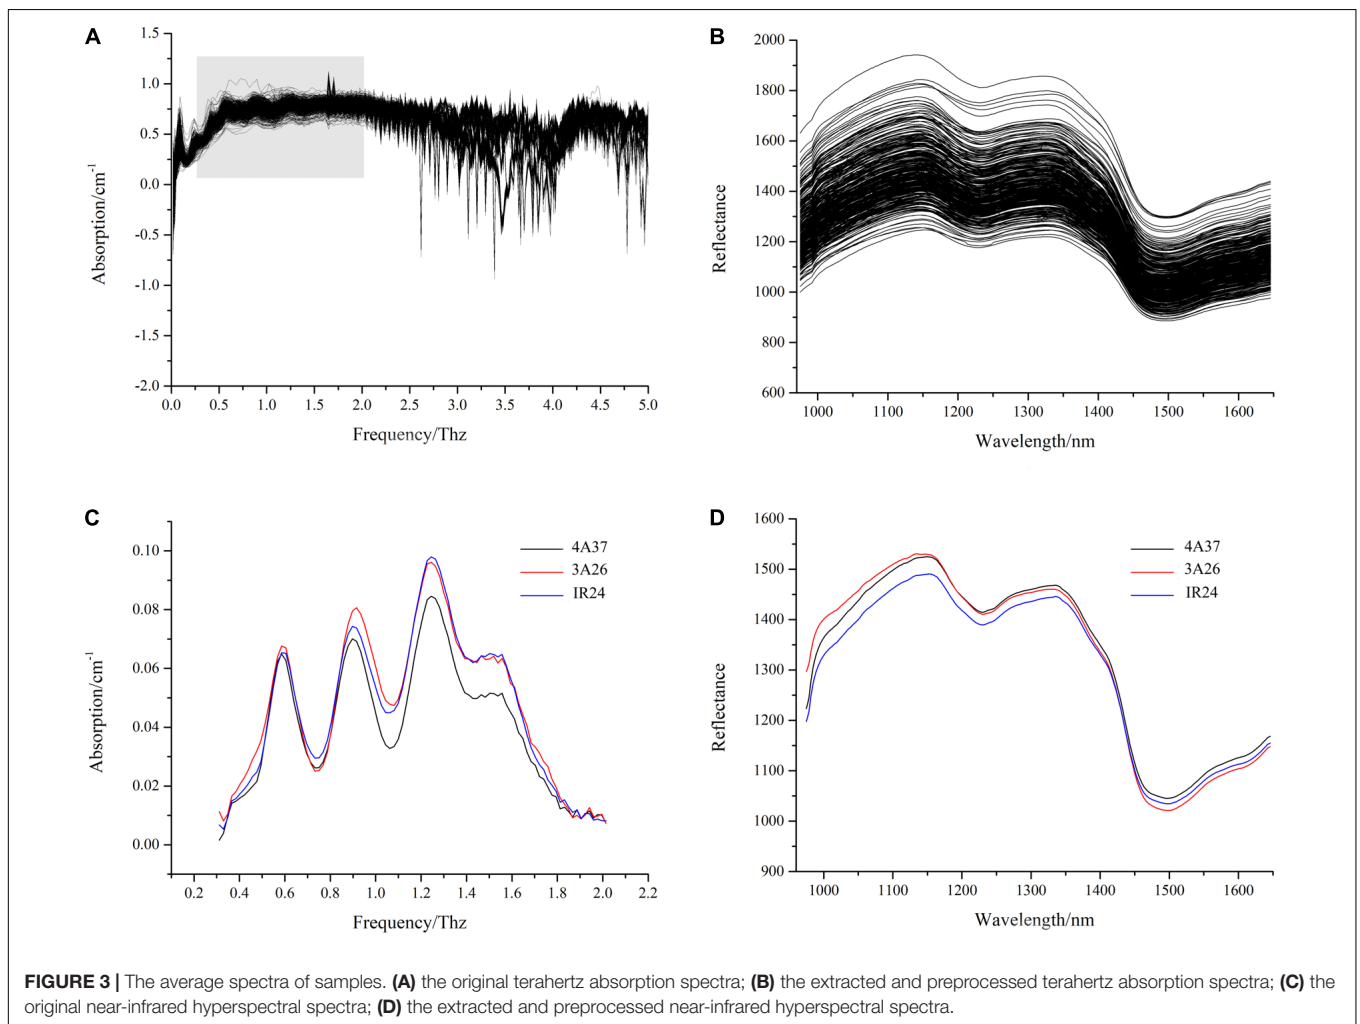 A
1.5
1.0
0.5
0.0
-0.5
-1.0
-1.5
-2.0
Absorption/cm-1
0.0 0.5 1.0 1.5 2.0 2.5 3.0 3.5 4.0 4.5 5.0
Frequency/Thz
B
2000
1800
1600
1400
1200
1000
800
600
Reflectance
1000 1100 1200 1300 1400 1500 1600
Wavelength/nm
C
0.10
0.08
0.06
0.04
0.02
0.00
Absorption/cm-1
4A37
3A26
IR24
0.2 0.4 0.6 0.8 1.0 1.2 1.4 1.6 1.8 2.0 2.2
Frequency/Thz
D
1600
1500
1400
1300
1200
1100
1000
900
Reflectance
4A37
3A26
IR24
1000 1100 1200 1300 1400 1500 1600
Wavelength/nm
FIGURE 3 | The average spectra of samples. (A) the original terahertz absorption spectra; (B) the extracted and preprocessed terahertz absorption spectra; (C) the
original near-infrared hyperspectral spectra; (D) the extracted and preprocessed near-infrared hyperspectral spectra.